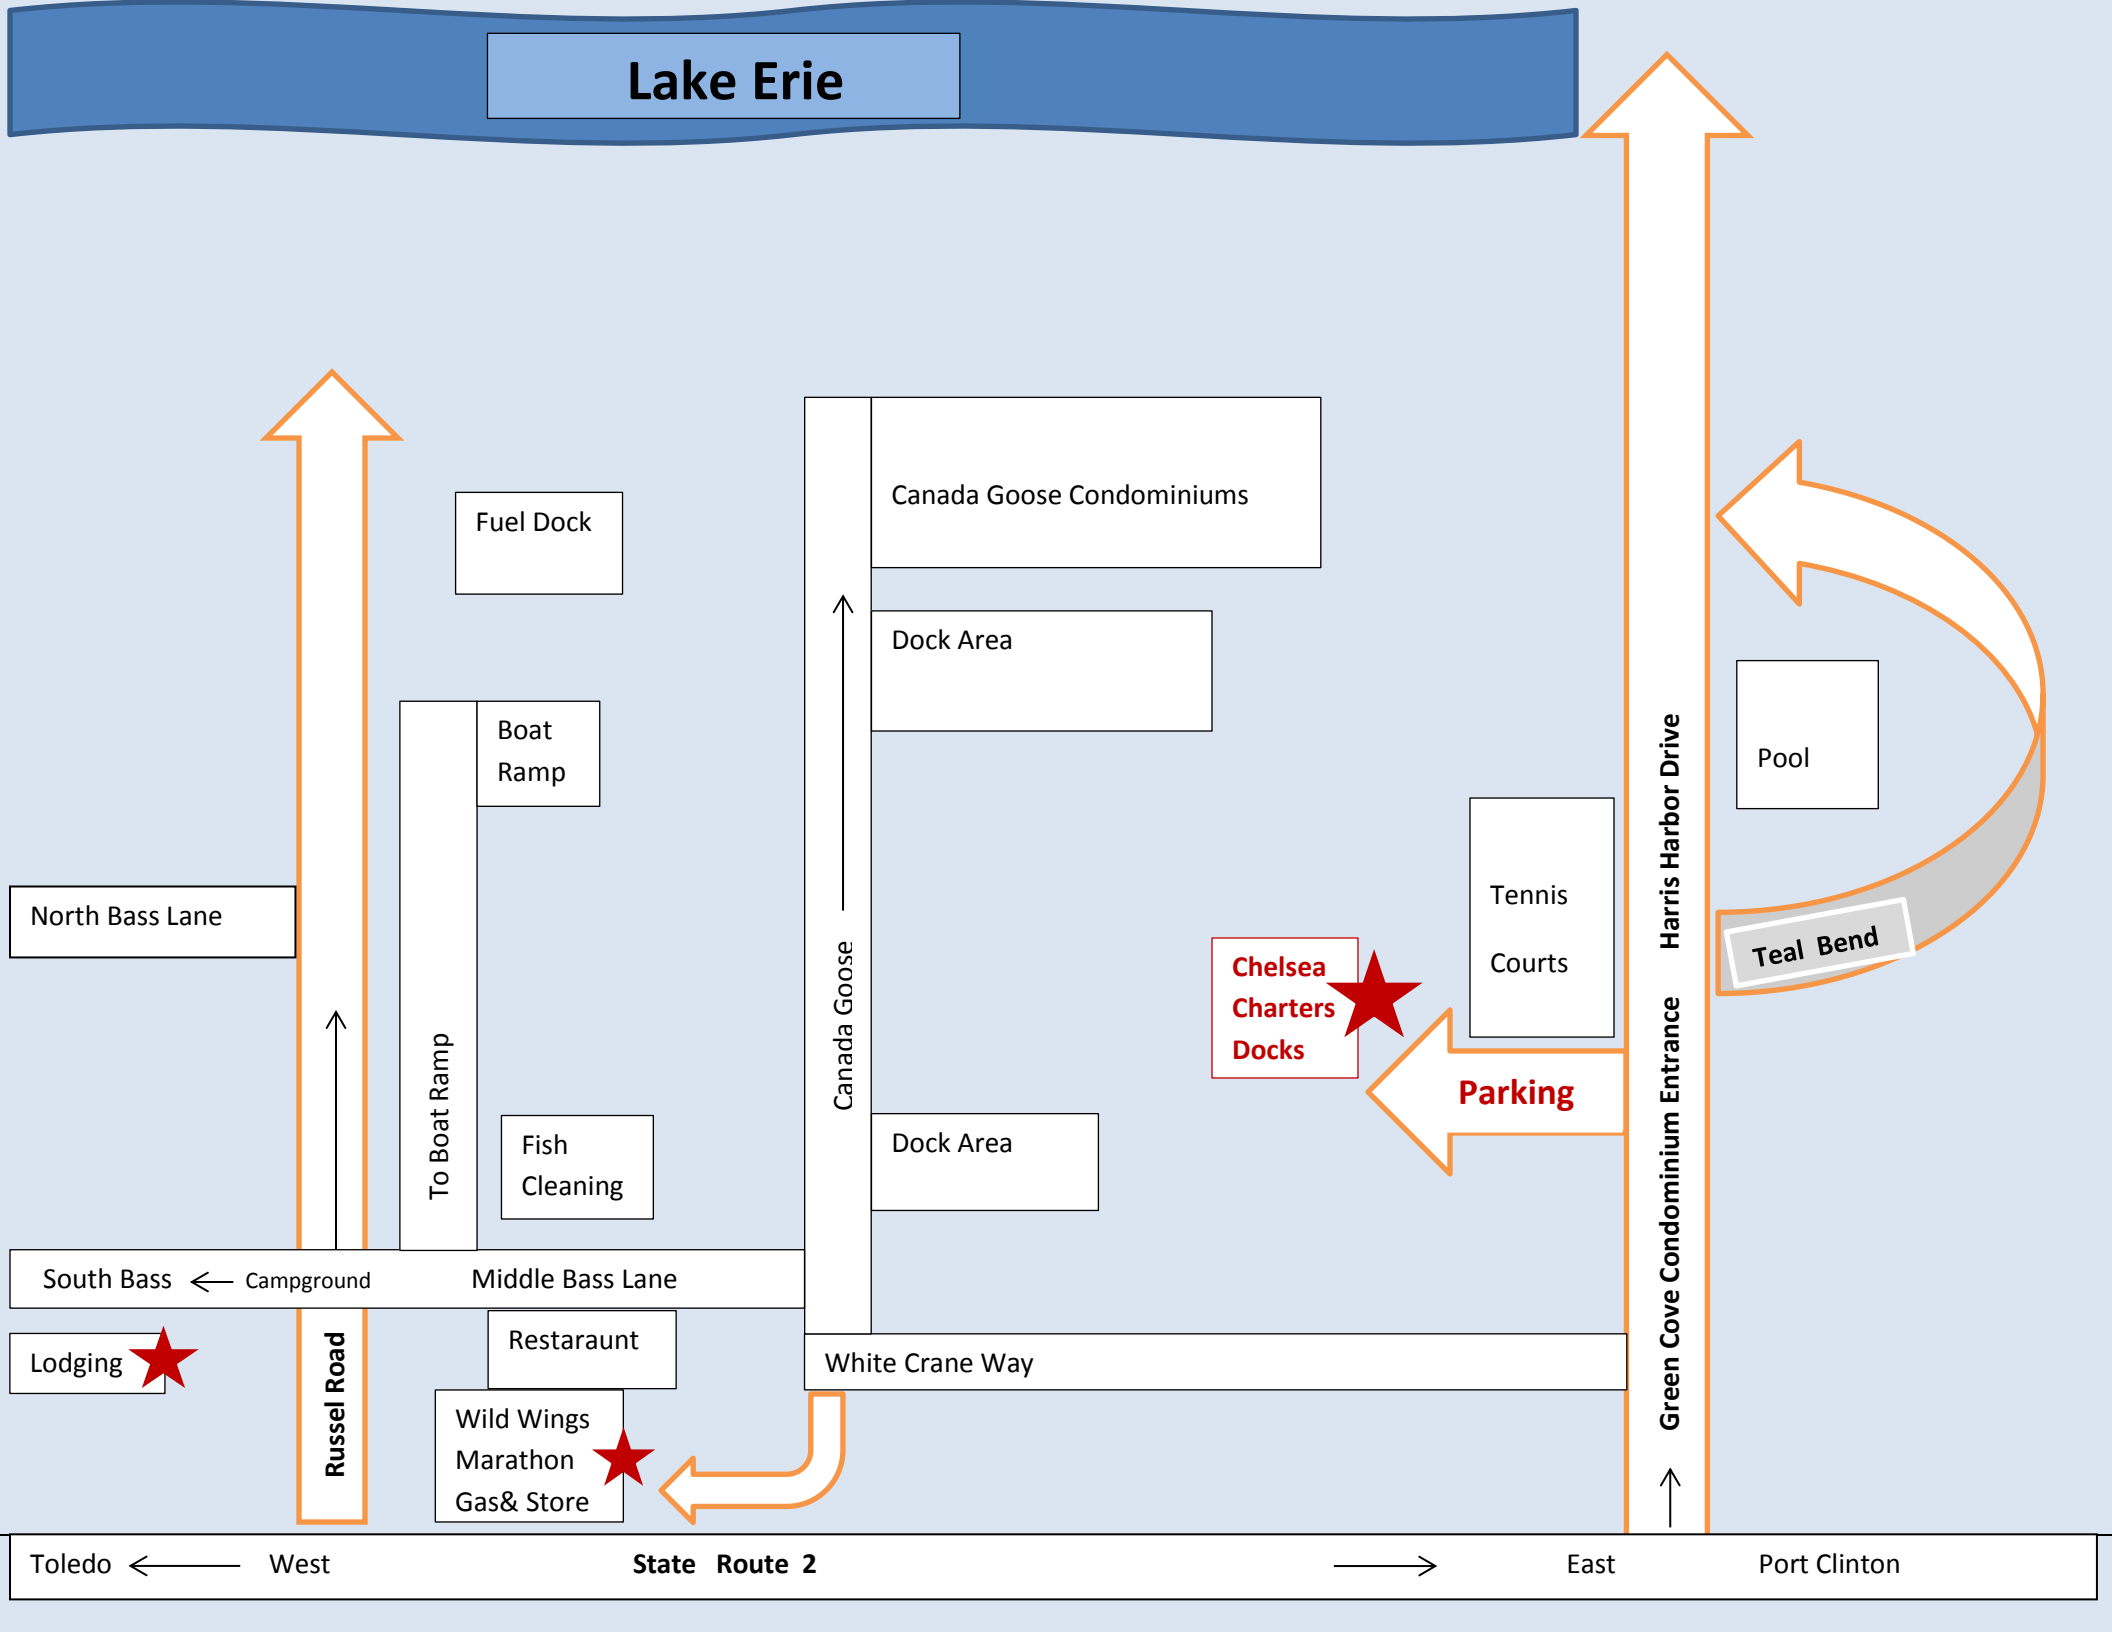 Lake Erie
Canada Goose Condominiums
Fuel Dock
Dock Area
Boat
Ramp
Pool
Harris Harbor Drive
Tennis
Courts
North Bass Lane
Teal  Bend
Chelsea
Charters
Docks
Canada Goose
To Boat Ramp
Parking
Green Cove Condominium Entrance
Fish
Cleaning
Dock Area
South Bass
Campground
Middle Bass Lane
Restaraunt
Lodging
White Crane Way
Russel Road
Wild Wings
Marathon
Gas& Store
Toledo
West
State  Route  2
East
Port Clinton